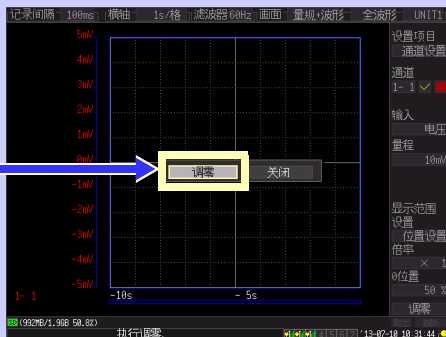 记录间隔 100ms 横轴 1s/格 滤波器 60Hz 画面 量规+波形 全波形 UNIT1
设置项目
通道设置
通道
1- 1
输入
电压
量程
10mV
显示范围
设置
位置设置
倍率
× 1
0位置
50 %
调零
5mV
4mV
3mV
2mV
1mV
0mV
-1mV
-2mV
-3mV
-4mV
-5mV
调零 关闭
1- 1 -10s - 5s
SD (992MB/1.9GB 50.8%)
执行调零. '13-07-10 10:31:44